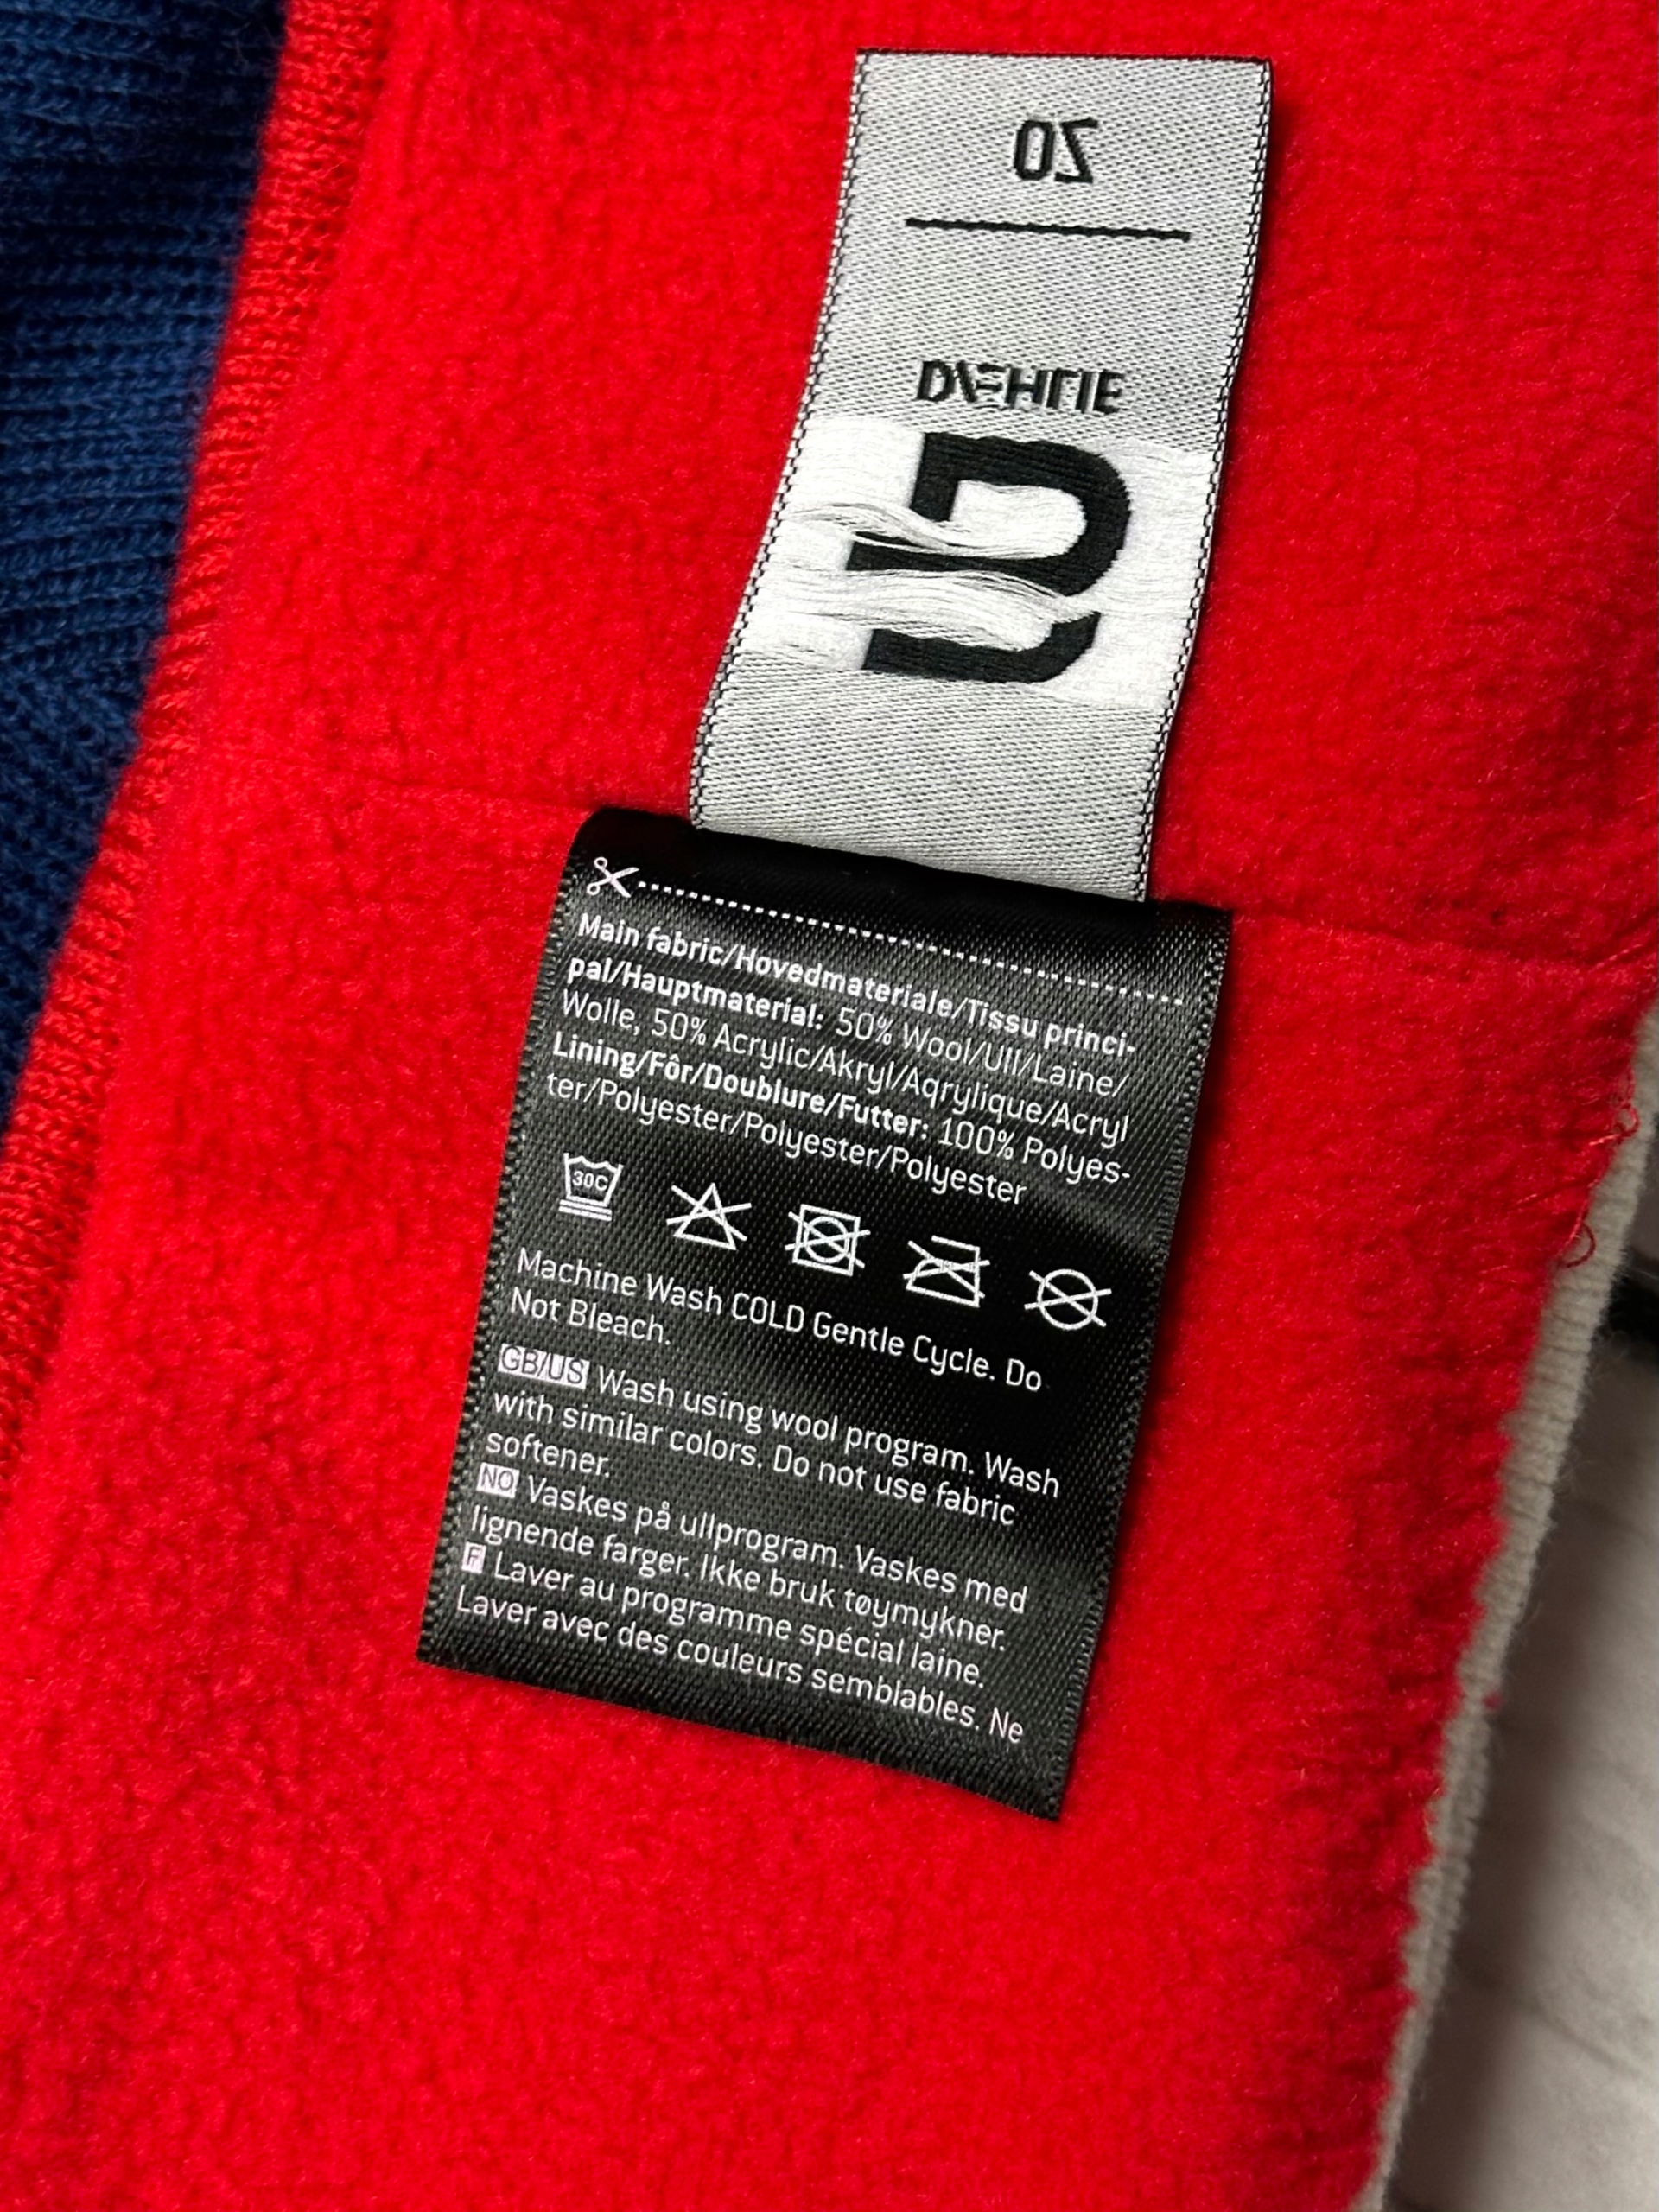 OS
DÆHLIE
Main fabric/Hovedmateriale/Tissu princi-
pal/Hauptmaterial: 50% Wool/Ull/Laine/
Wolle, 50% Acrylic/Akryl/Aqrylique/Acryl
Lining/Fôr/Doublure/Futter: 100% Polyes-
ter/Polyester/Polyester/Polyester
30C
Machine Wash COLD Gentle Cycle. Do
Not Bleach.
GB/US Wash using wool program. Wash
with similar colors. Do not use fabric
softener.
NO Vaskes på ullprogram. Vaskes med
lignende farger. Ikke bruk tøymykner.
F Laver au programme spécial laine.
Laver avec des couleurs semblables. Ne